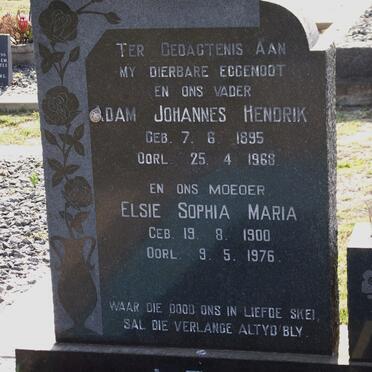 TER GEDAGTENIS AAN
MY DIERBARE EGGENOOT
EN ONS VADER
ADAM JOHANNES HENDRIK
GEB. 7. 6. 1895
OORL. 25. 4. 1968
EN ONS MOEDER
ELSIE SOPHIA MARIA
GEB. 19. 8. 1900
OORL. 9. 5. 1976.
WAAR DIE DOOD ONS IN LIEFDE SKEI,
SAL DIE VERLANGE ALTYD BLY.